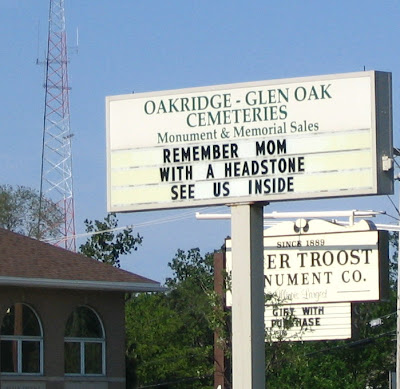 OAKRIDGE - GLEN OAK
CEMETERIES
Monument & Memorial Sales
REMEMBER MOM
WITH A HEADSTONE
SEE US INSIDE
SINCE 1889
ER TROOST
NUMENT CO.
GIFT WITH
PURCHASE